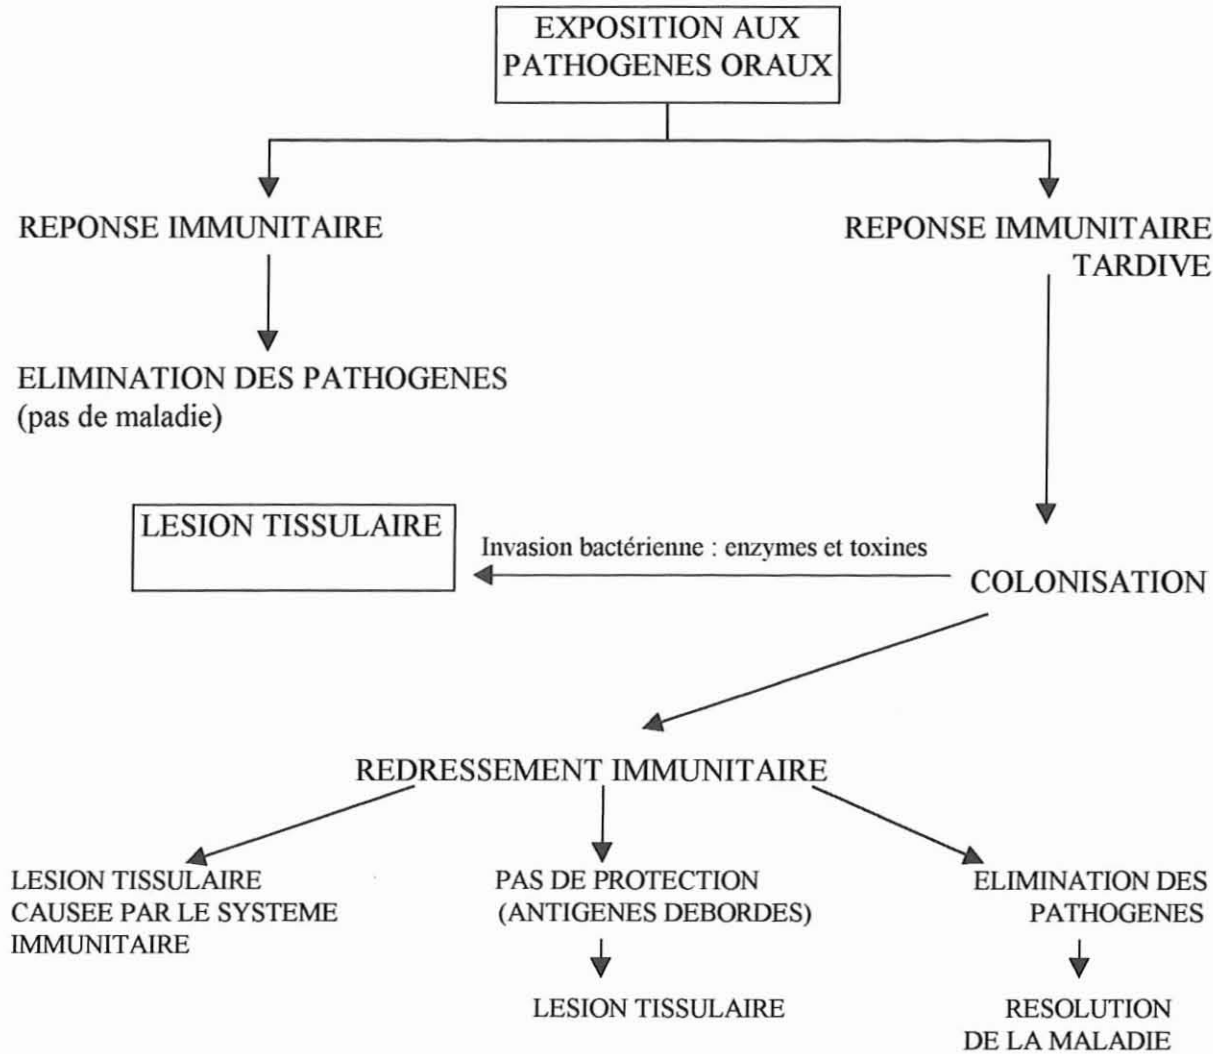 EXPOSITION AUX
PATHOGENES ORAUX
REPONSE IMMUNITAIRE
REPONSE IMMUNITAIRE
TARDIVE
ELIMINATION DES PATHOGENES
(pas de maladie)
LESION TISSULAIRE
Invasion bactérienne : enzymes et toxines
COLONISATION
REDRESSEMENT IMMUNITAIRE
LESION TISSULAIRE
CAUSEE PAR LE SYSTEME
IMMUNITAIRE
PAS DE PROTECTION
(ANTIGENES DEBORDES)
LESION TISSULAIRE
ELIMINATION DES
PATHOGENES
RESOLUTION
DE LA MALADIE